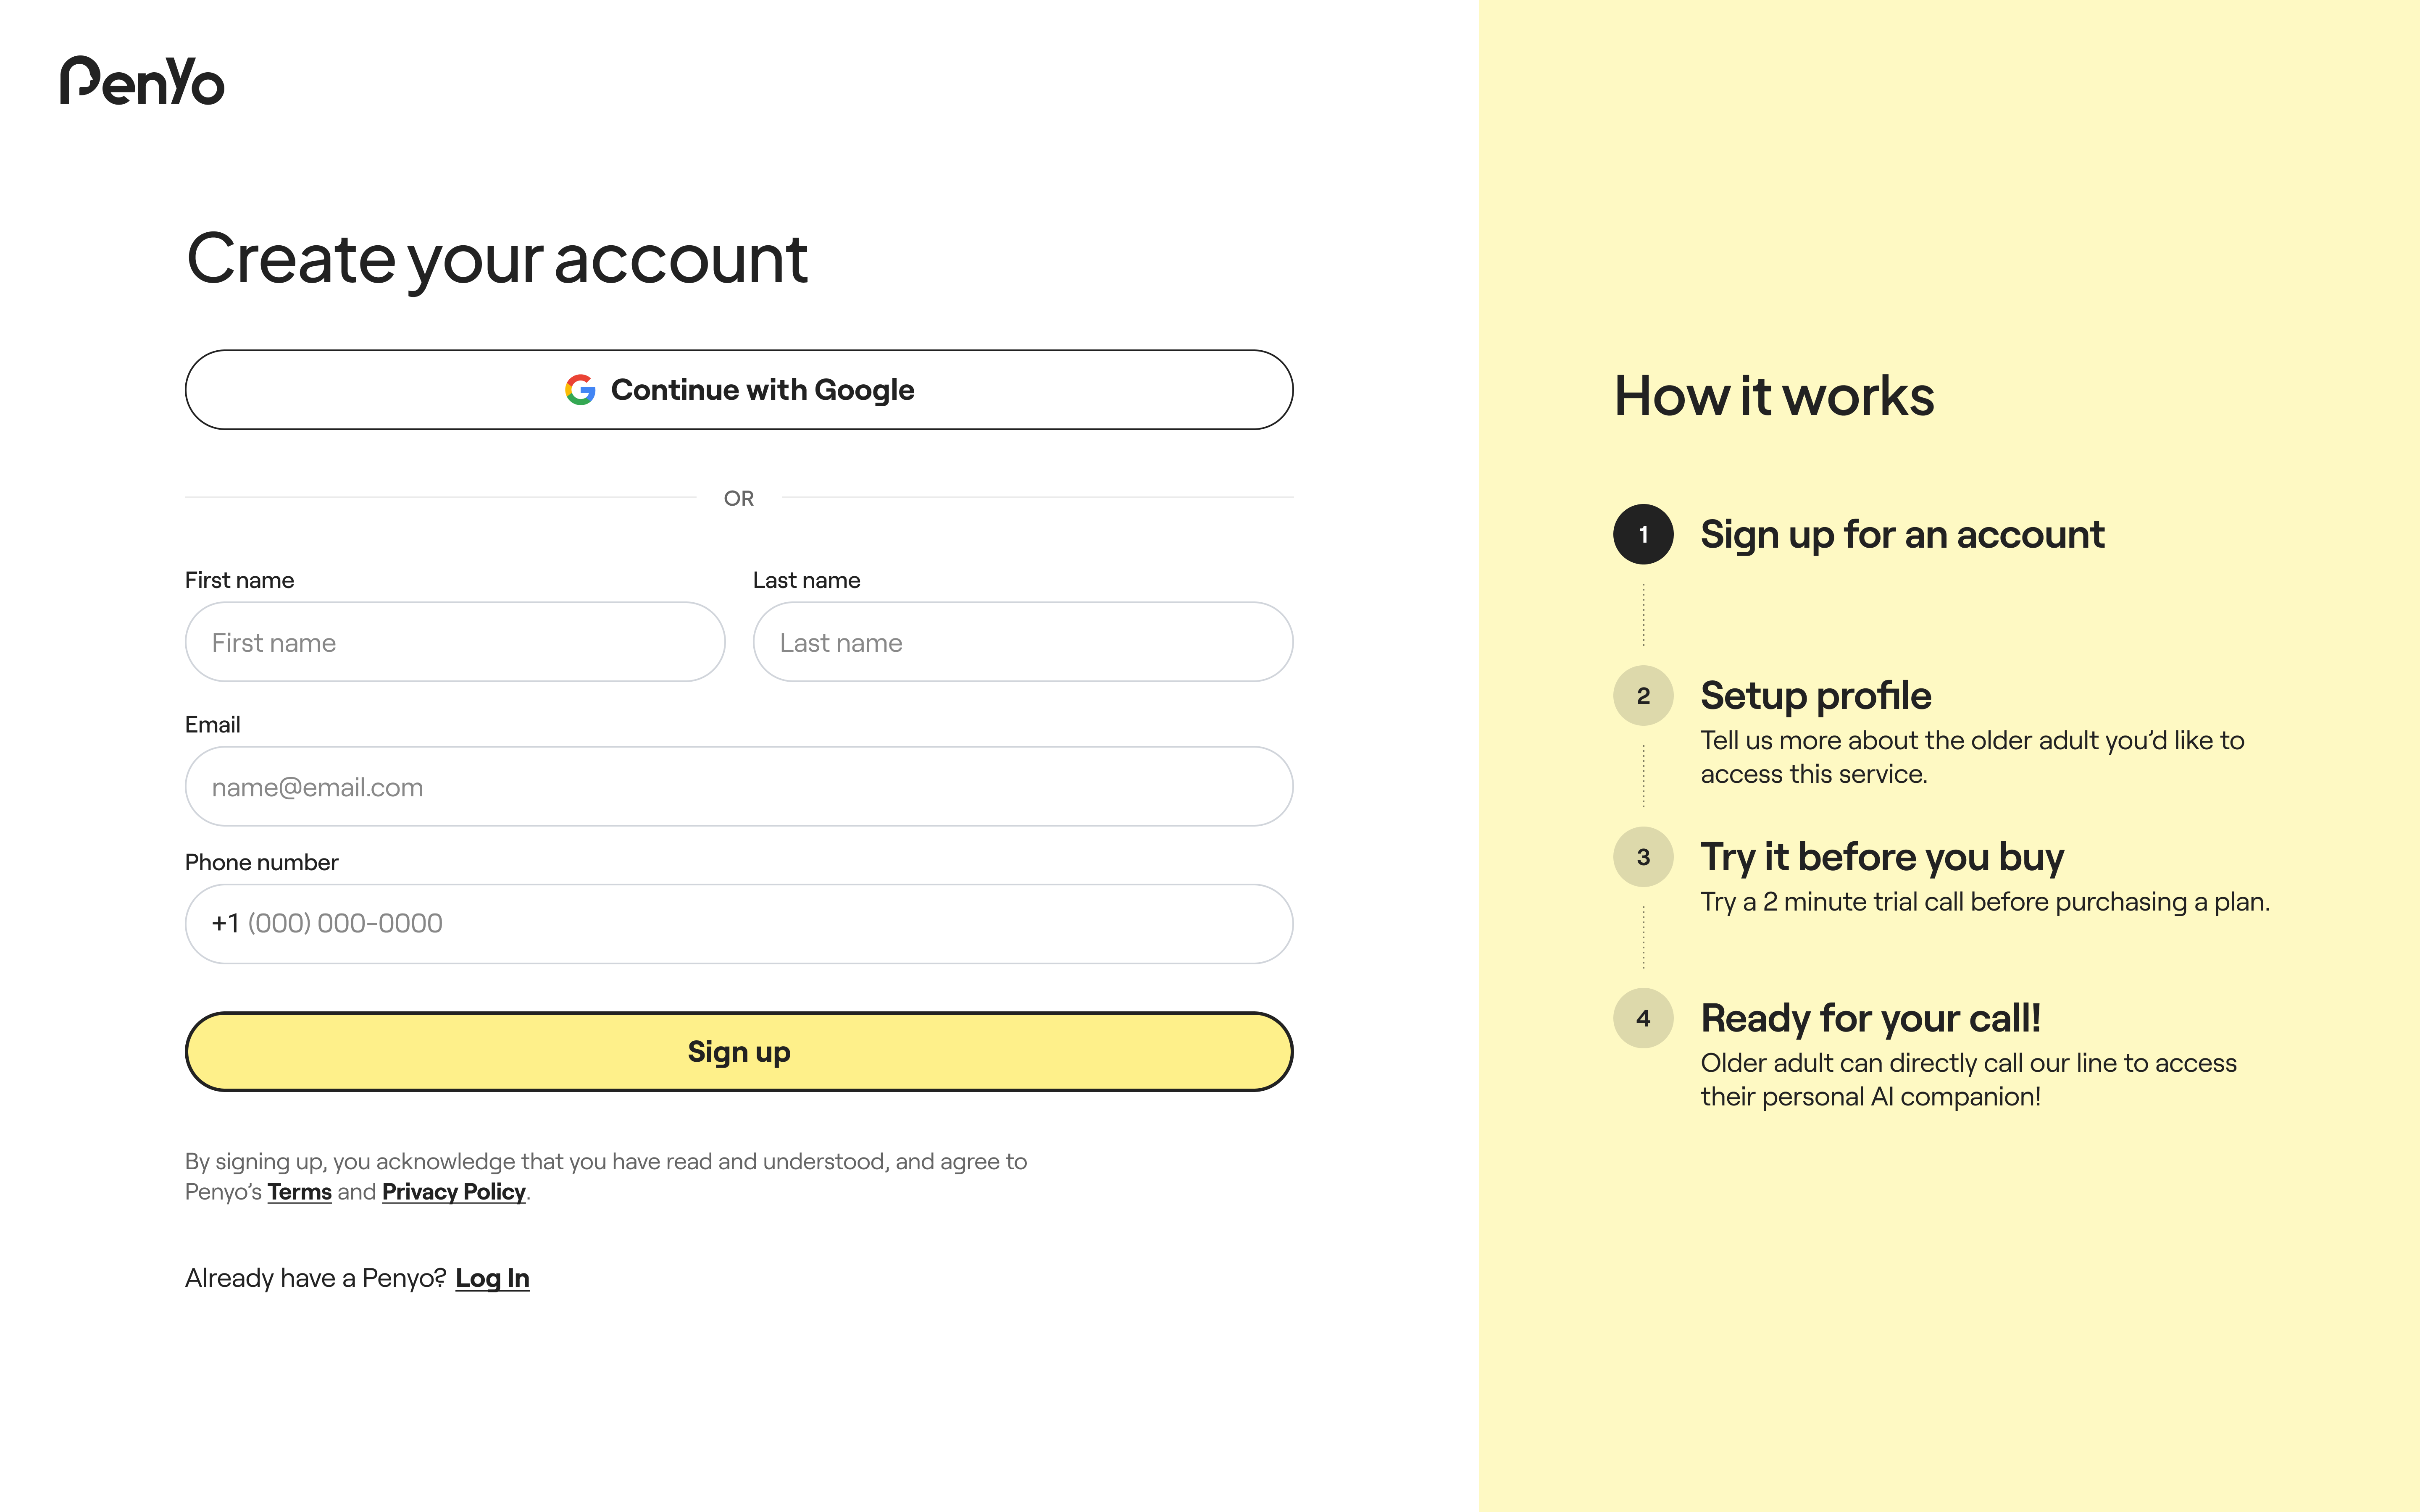 PenYo
Create your account
Continue with Google
OR
First name
Last name
First name
Last name
Email
name@email.com
Phone number
+1 (000) 000-0000
Sign up
By signing up, you acknowledge that you have read and understood, and agree to
Penyo’s Terms and Privacy Policy.
Already have a Penyo? Log In
How it works
1 Sign up for an account
2 Setup profile
Tell us more about the older adult you’d like to
access this service.
3 Try it before you buy
Try a 2 minute trial call before purchasing a plan.
4 Ready for your call!
Older adult can directly call our line to access
their personal AI companion!